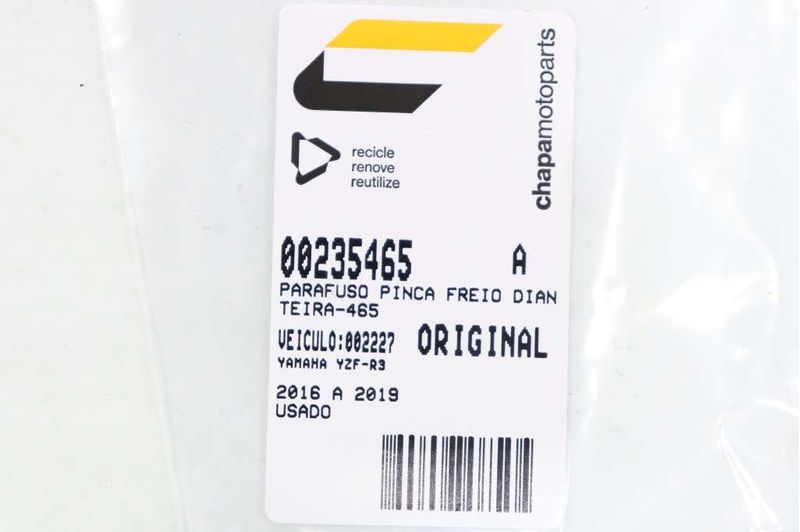 chapamotoparts
recicle
renove
reutilize
00235465 A
PARAFUSO PINCA FREIO DIAN
TEIRA-465
VEICULO:002227 ORIGINAL
YAMAHA YZF-R3
2016 A 2019
USADO